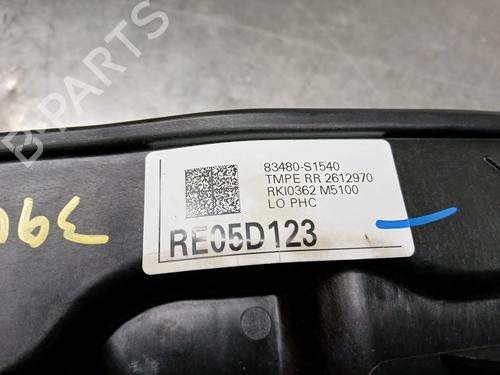 83480-S1540
TMPE RR 2612970
RKI0362 M5100
LO PHC
RE05D123